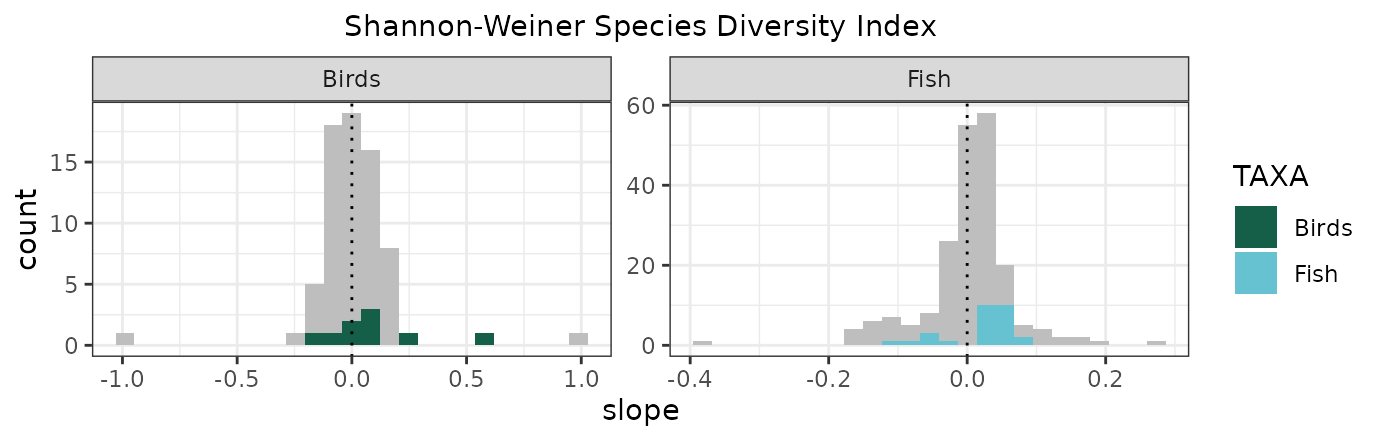 Shannon-Weiner Species Diversity Index
Birds
Fish
count
0
5
10
15
0
20
40
60
-1.0 -0.5 0.0 0.5 1.0
-0.4 -0.2 0.0 0.2
slope
TAXA
Birds
Fish